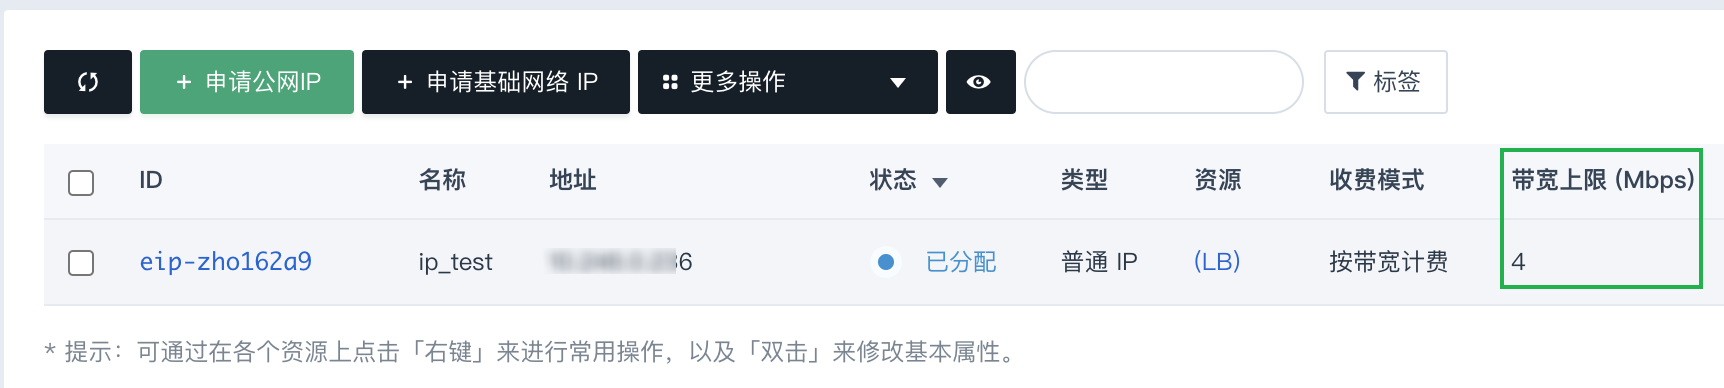 + 申请公网IP + 申请基础网络 IP 更多操作 标签
ID 名称 地址 状态 类型 资源 收费模式 带宽上限 (Mbps)
eip-zho162a9 ip_test 36 已分配 普通 IP (LB) 按带宽计费 4
* 提示：可通过在各个资源上点击「右键」来进行常用操作，以及「双击」来修改基本属性。